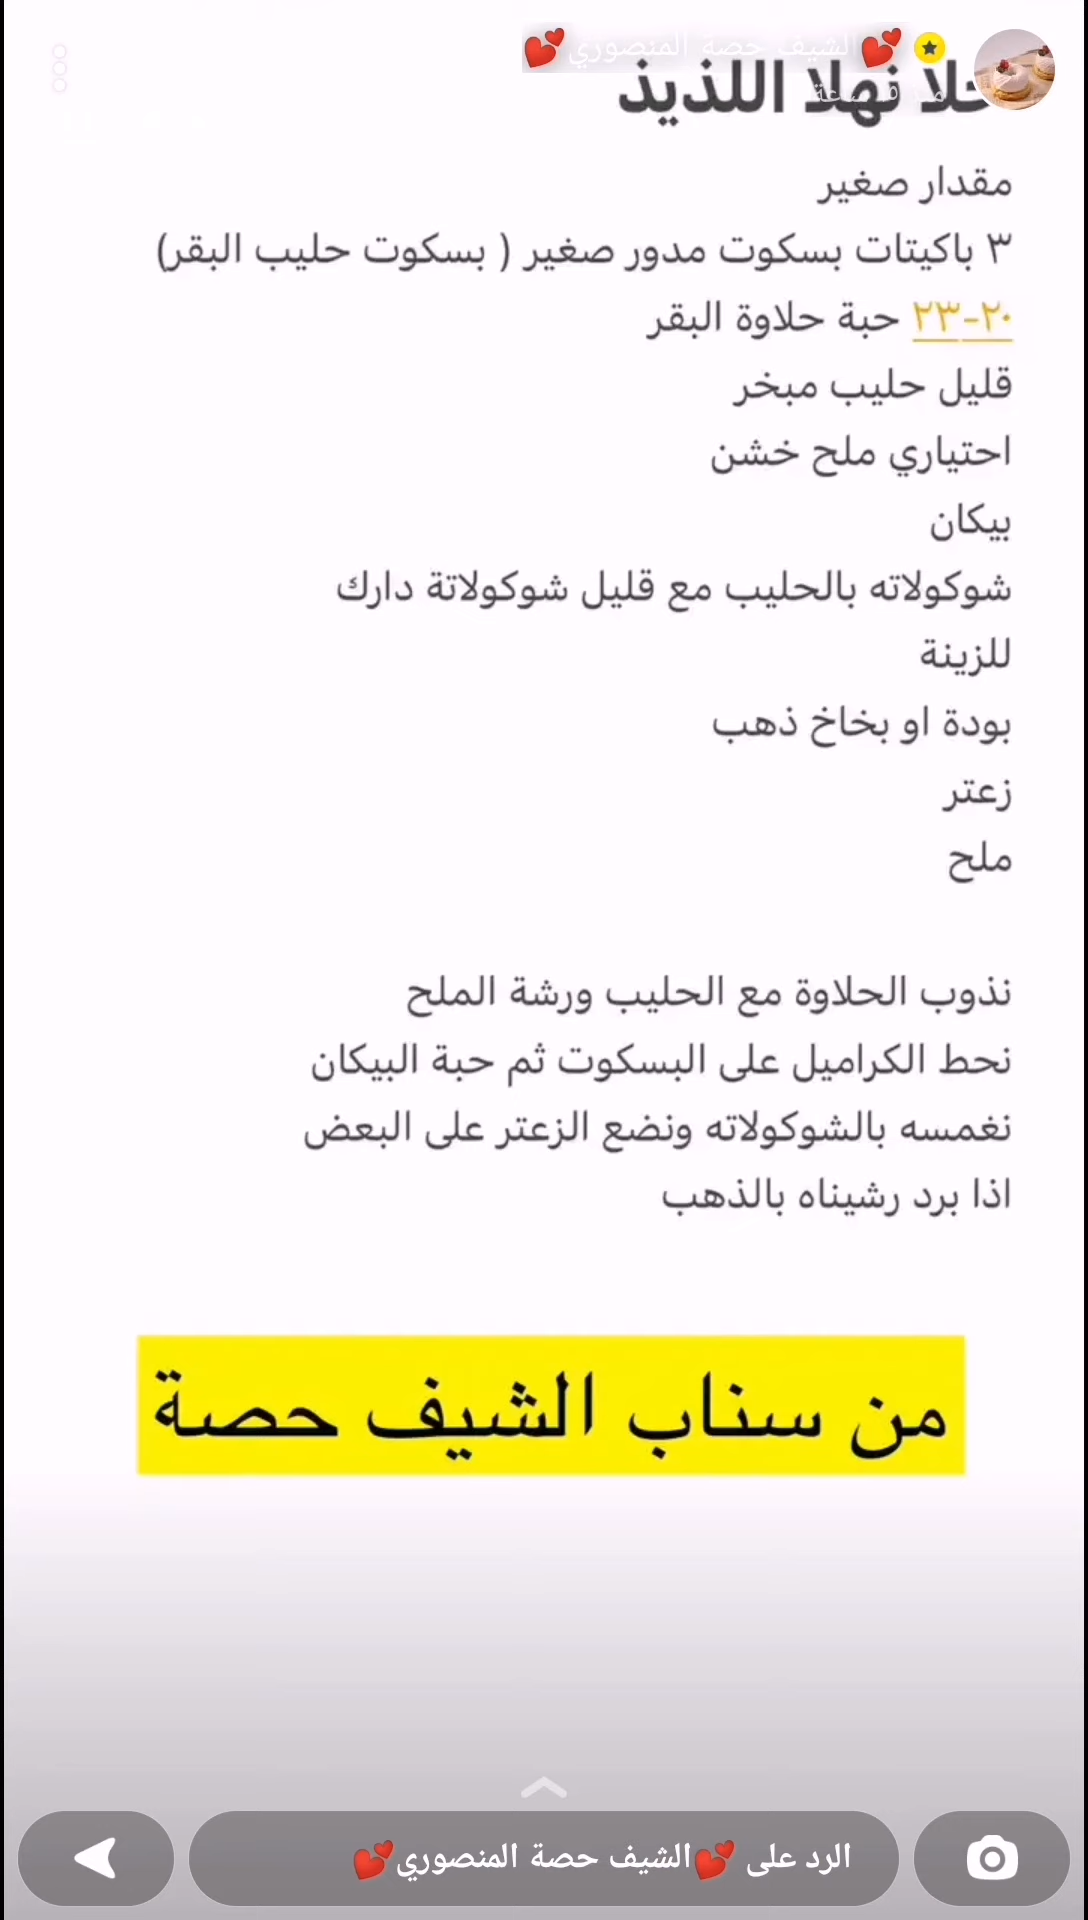 الشيف حصة المنصوري
حلا نهلا اللذيذ
مقدار صغير
٣ باكيتات بسكوت مدور صغير ( بسكوت حليب البقر)
٢٠-٢٣ حبة حلاوة البقر
قليل حليب مبخر
احتياري ملح خشن
بيكان
شوكولاته بالحليب مع قليل شوكولاتة دارك
للزينة
بودة او بخاخ ذهب
زعتر
ملح
نذوب الحلاوة مع الحليب ورشة الملح
نحط الكراميل على البسكوت ثم حبة البيكان
نغمسه بالشوكولاته ونضع الزعتر على البعض
اذا برد رشيناه بالذهب
من سناب الشيف حصة
الرد على 💕الشيف حصة المنصوري💕